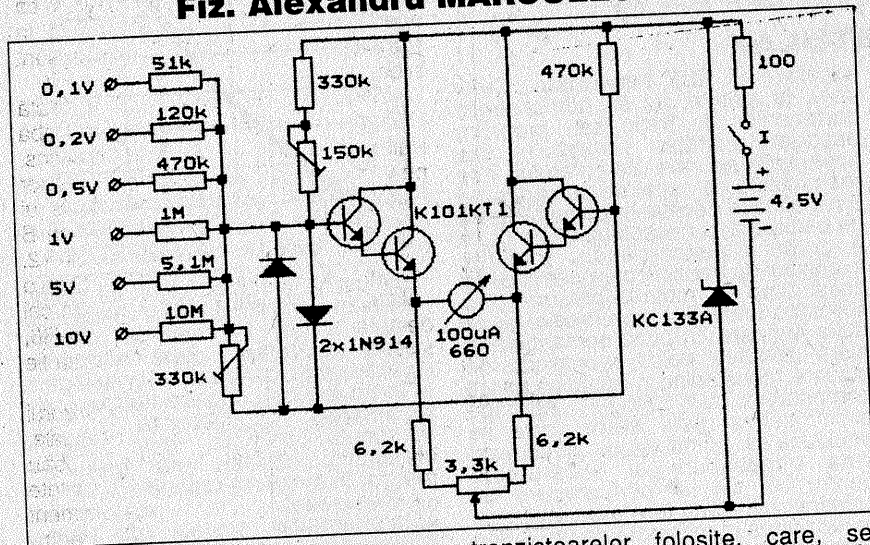 Fiz. Alexandru
51k
0,1V
120k
0,2V
470k
0,5V
1M
1V
5,1M
5V
10M
10V
330k
330k
150k
K101KT1
2x1N914
100uA
660
470k
100
I
+
4,5V
-
KC133A
6,2k
6,2k
3,3k
tranzistoarelor folosite, care, se